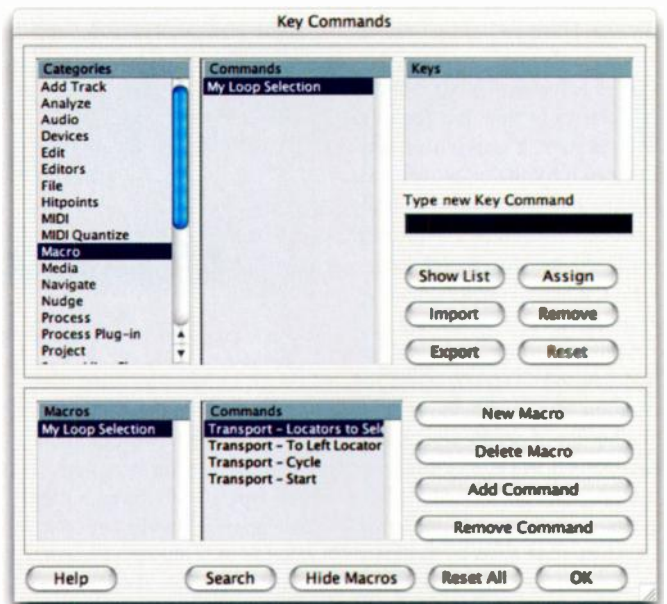 Key Commands
Categories
Add Track
Analyze
Audio
Devices
Edit
Editors
File
Hitpoints
MIDI
MIDI Quantize
Macro
Media
Navigate
Nudge
Process
Process Plug-in
Project
Commands
My Loop Selection
Keys
Type new Key Command
Show List
Assign
Import
Remove
Export
Reset
Macros
My Loop Selection
Commands
Transport - Locators to Sele
Transport - To Left Locator
Transport - Cycle
Transport - Start
New Macro
Delete Macro
Add Command
Remove Command
Help
Search
Hide Macros
Reset All
OK